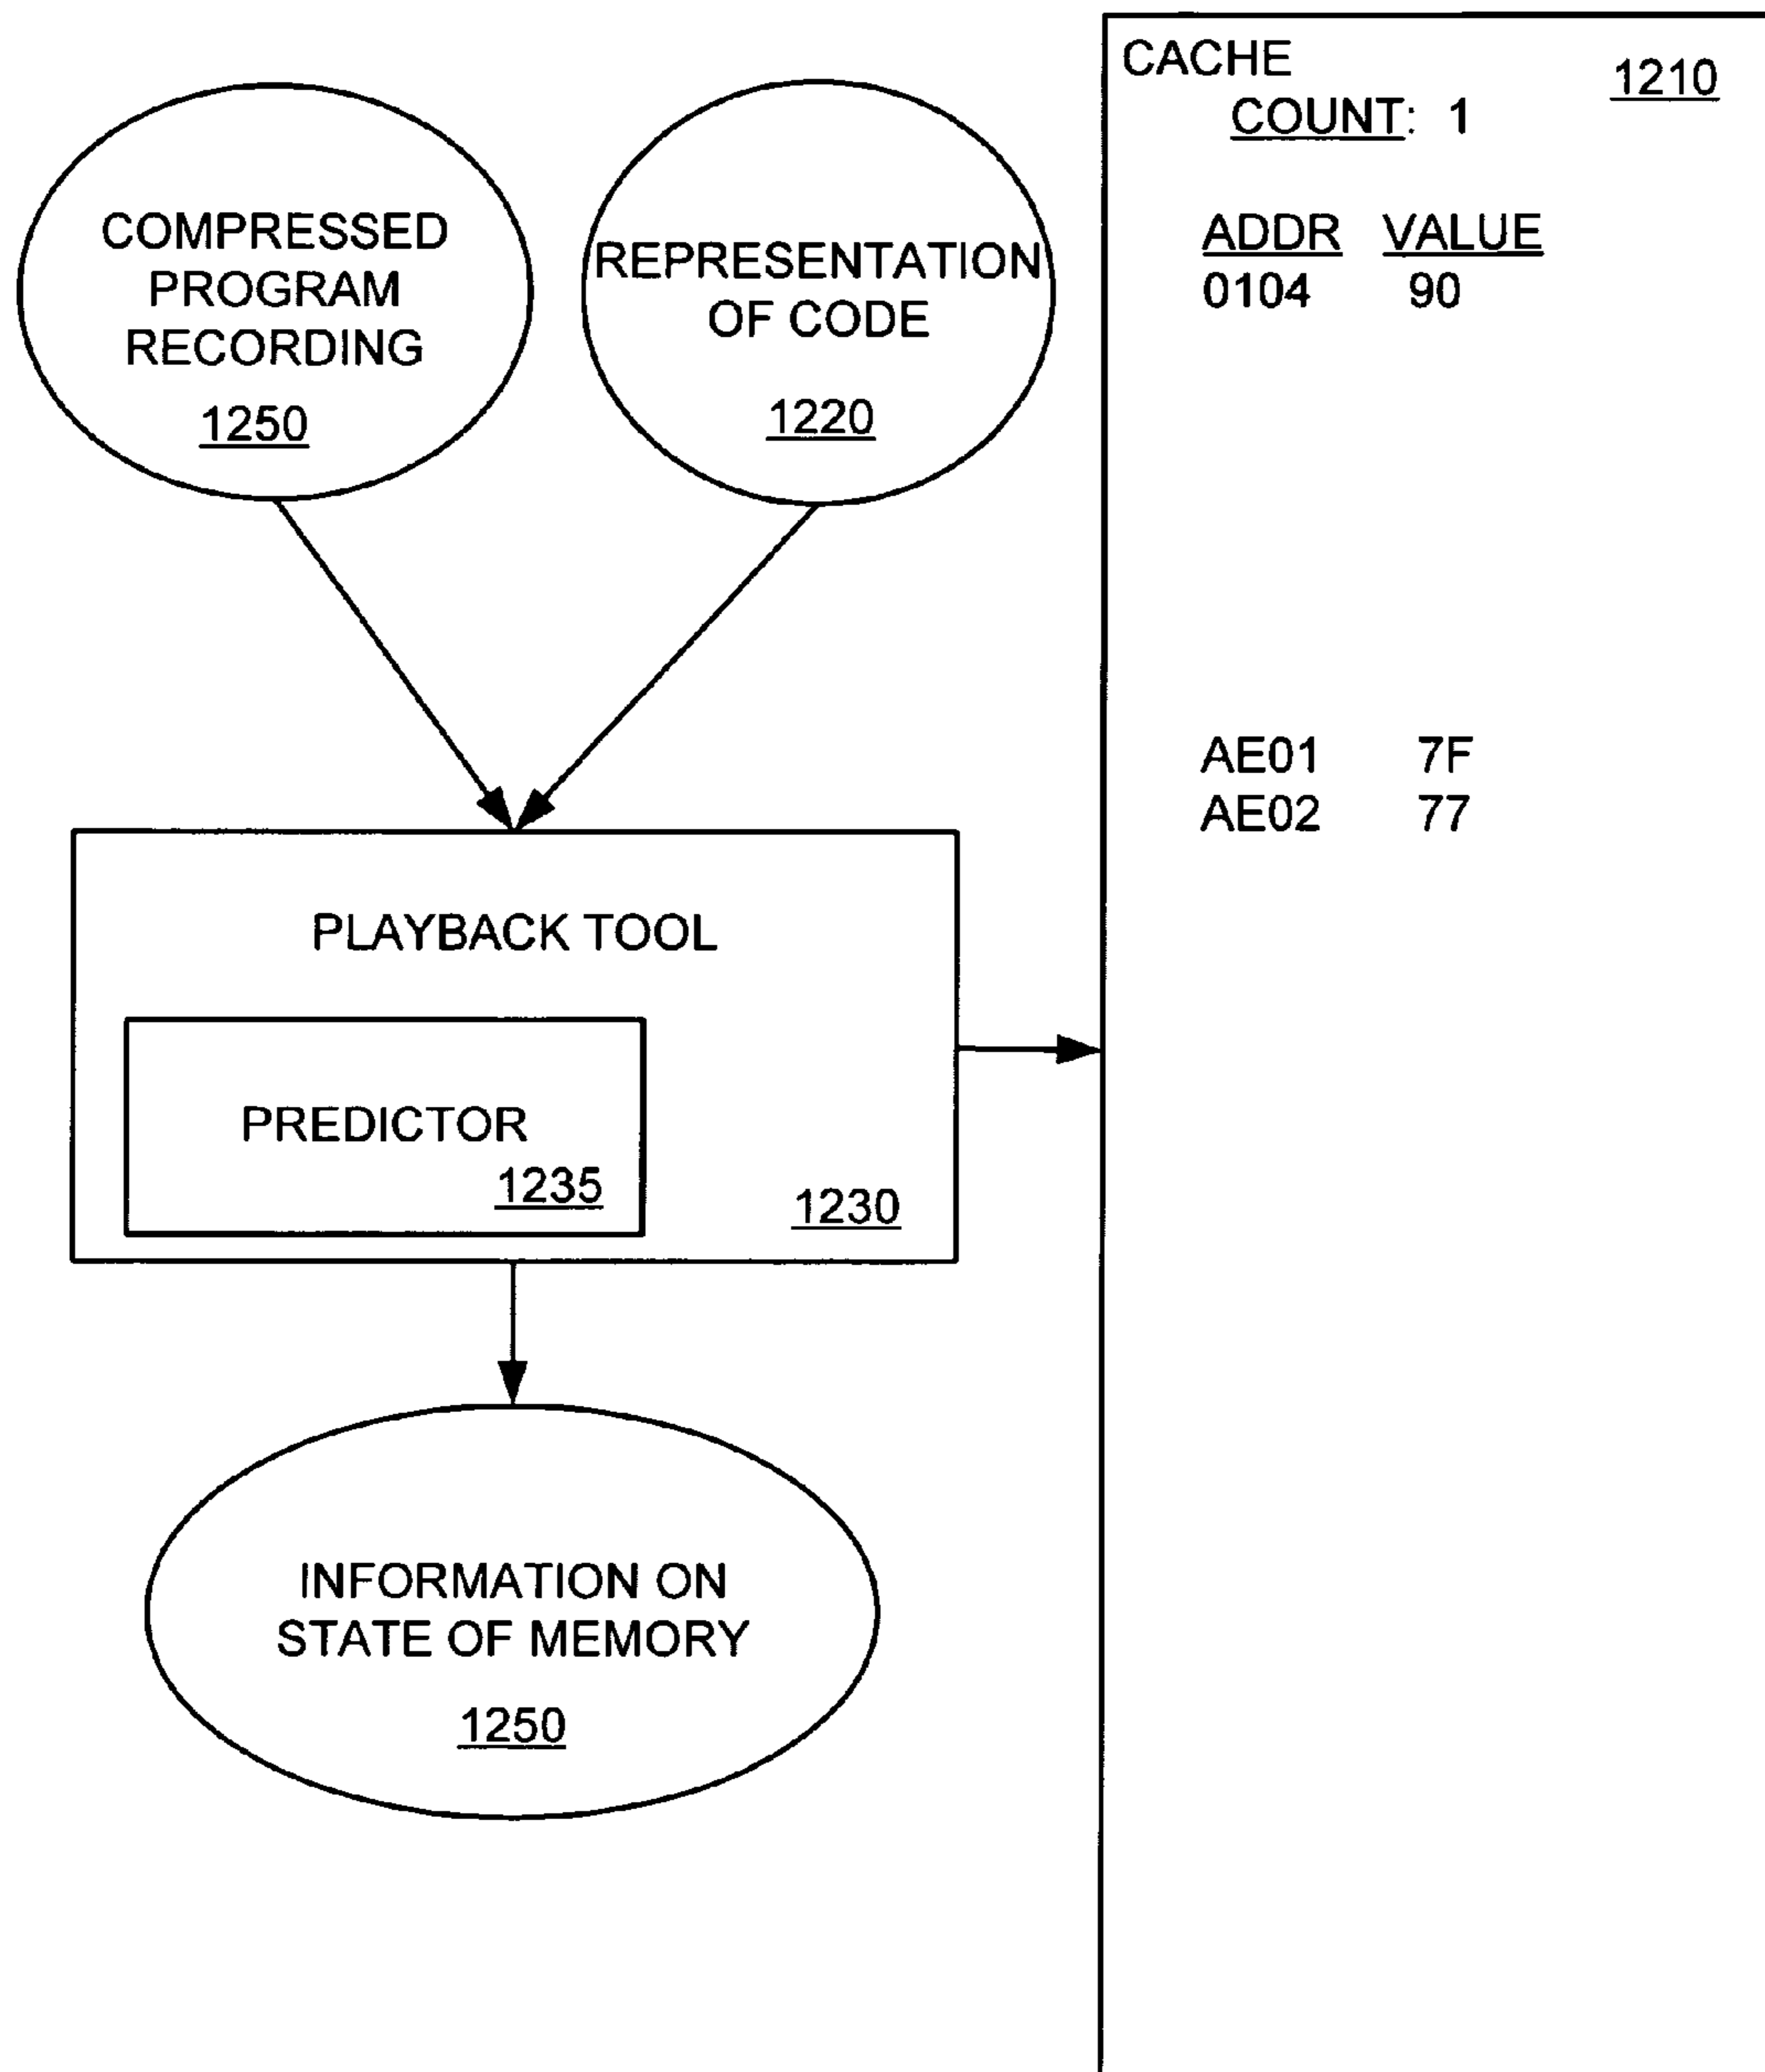 COMPRESSED
PROGRAM
RECORDING
1250
REPRESENTATION
OF CODE
1220
CACHE
1210
COUNT: 1
ADDR VALUE
0104 90
AE01 7F
AE02 77
PLAYBACK TOOL
PREDICTOR
1235
1230
INFORMATION ON
STATE OF MEMORY
1250